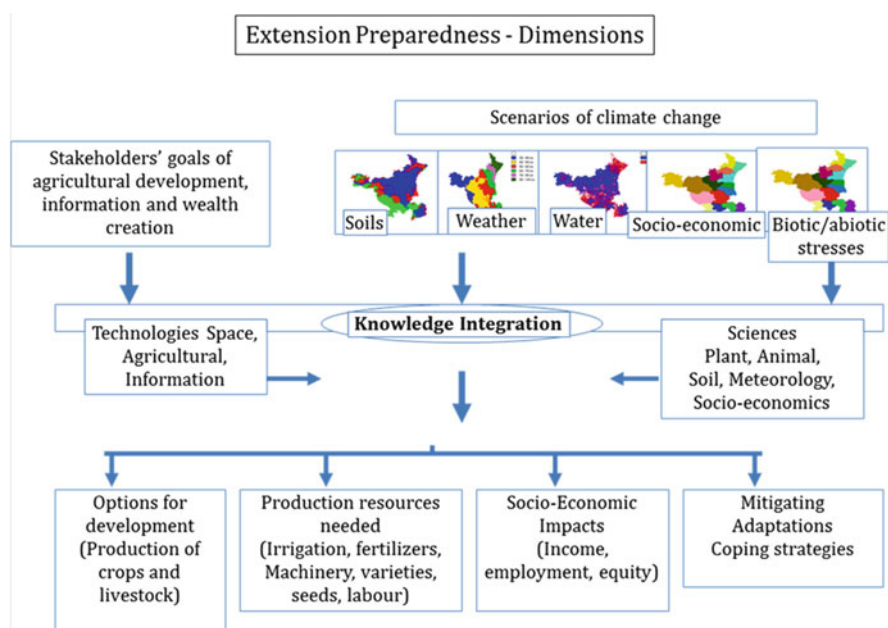 Extension Preparedness - Dimensions
Scenarios of climate change
Stakeholders' goals of
agricultural development,
information and wealth
creation
Soils
Weather
Water
Socio-economic
Biotic/abiotic
stresses
Knowledge Integration
Technologies Space,
Agricultural,
Information
Sciences
Plant, Animal,
Soil, Meteorology,
Socio-economics
Options for
development
(Production of
crops and
livestock)
Production resources
needed
(Irrigation, fertilizers,
Machinery, varieties,
seeds, labour)
Socio-Economic
Impacts
(Income,
employment, equity)
Mitigating
Adaptations
Coping strategies